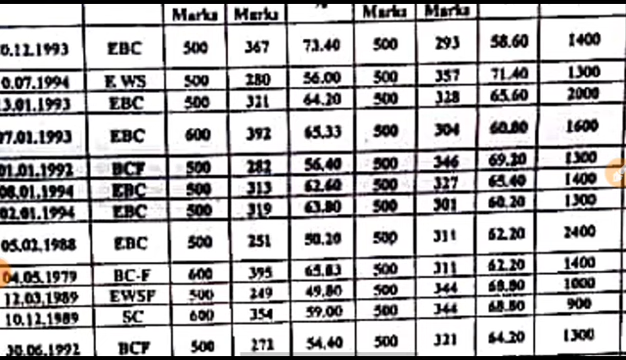 Marks Marks % Marks Marks
0.12.1993 EBC 500 367 73.40 500 293 58.60 1400
0.07.1994 E WS 500 280 56.00 500 357 71.40 1300
3.01.1993 EBC 500 321 64.20 500 328 65.60 2000
7.01.1993 EBC 600 392 65.33 500 304 60.80 1600
01.01.1992 BCF 500 282 56.40 500 346 69.20 1300
08.01.1994 EBC 500 313 62.60 500 327 65.40 1400
02.01.1994 EBC 500 319 63.80 500 301 60.20 1300
05.02.1988 EBC 500 251 50.20 500 311 62.20 2400
04.05.1979 BC-F 600 395 65.83 500 311 62.20 1400
12.03.1989 EWSF 500 249 49.80 500 344 68.80 1000
10.12.1989 SC 600 354 59.00 500 344 68.80 900
30.06.1992 BCF 500 272 54.40 500 321 64.20 1300